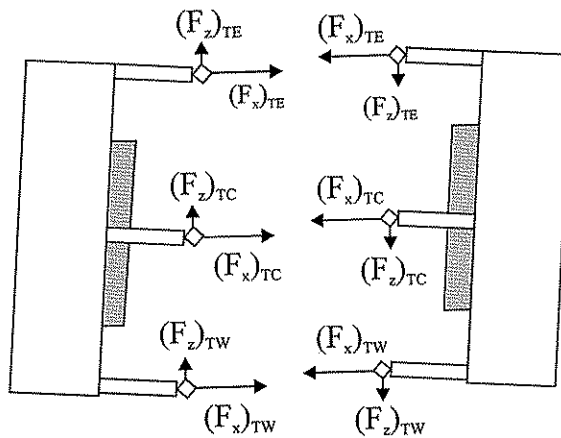 (F_z)_TE
(F_x)_TE
(F_x)_TE
(F_z)_TE
(F_z)_TC
(F_x)_TC
(F_x)_TC
(F_z)_TC
(F_z)_TW
(F_x)_TW
(F_x)_TW
(F_z)_TW